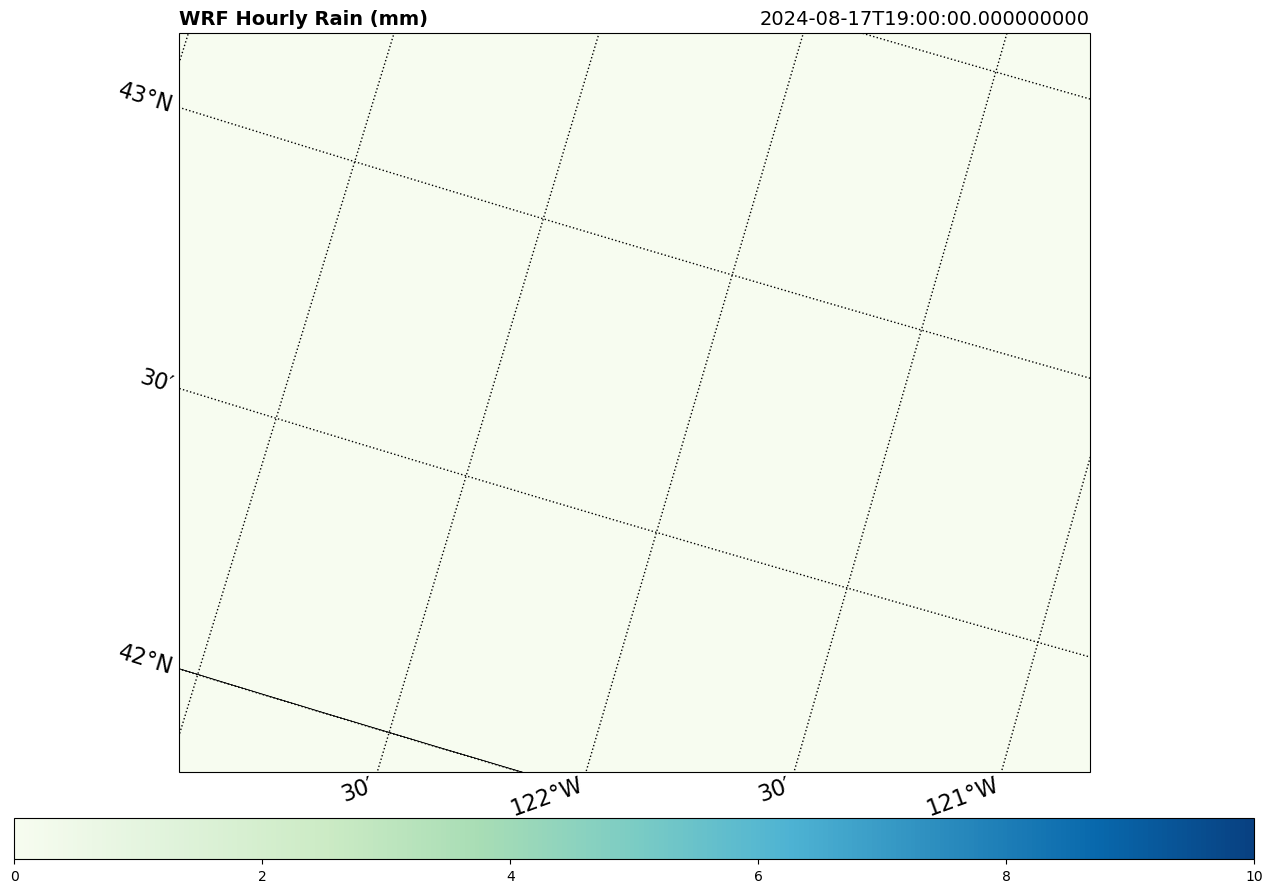 WRF Hourly Rain (mm)
2024-08-17T19:00:00.000000000
43°N
30′
42°N
30′
122°W
30′
121°W
0 2 4 6 8 10